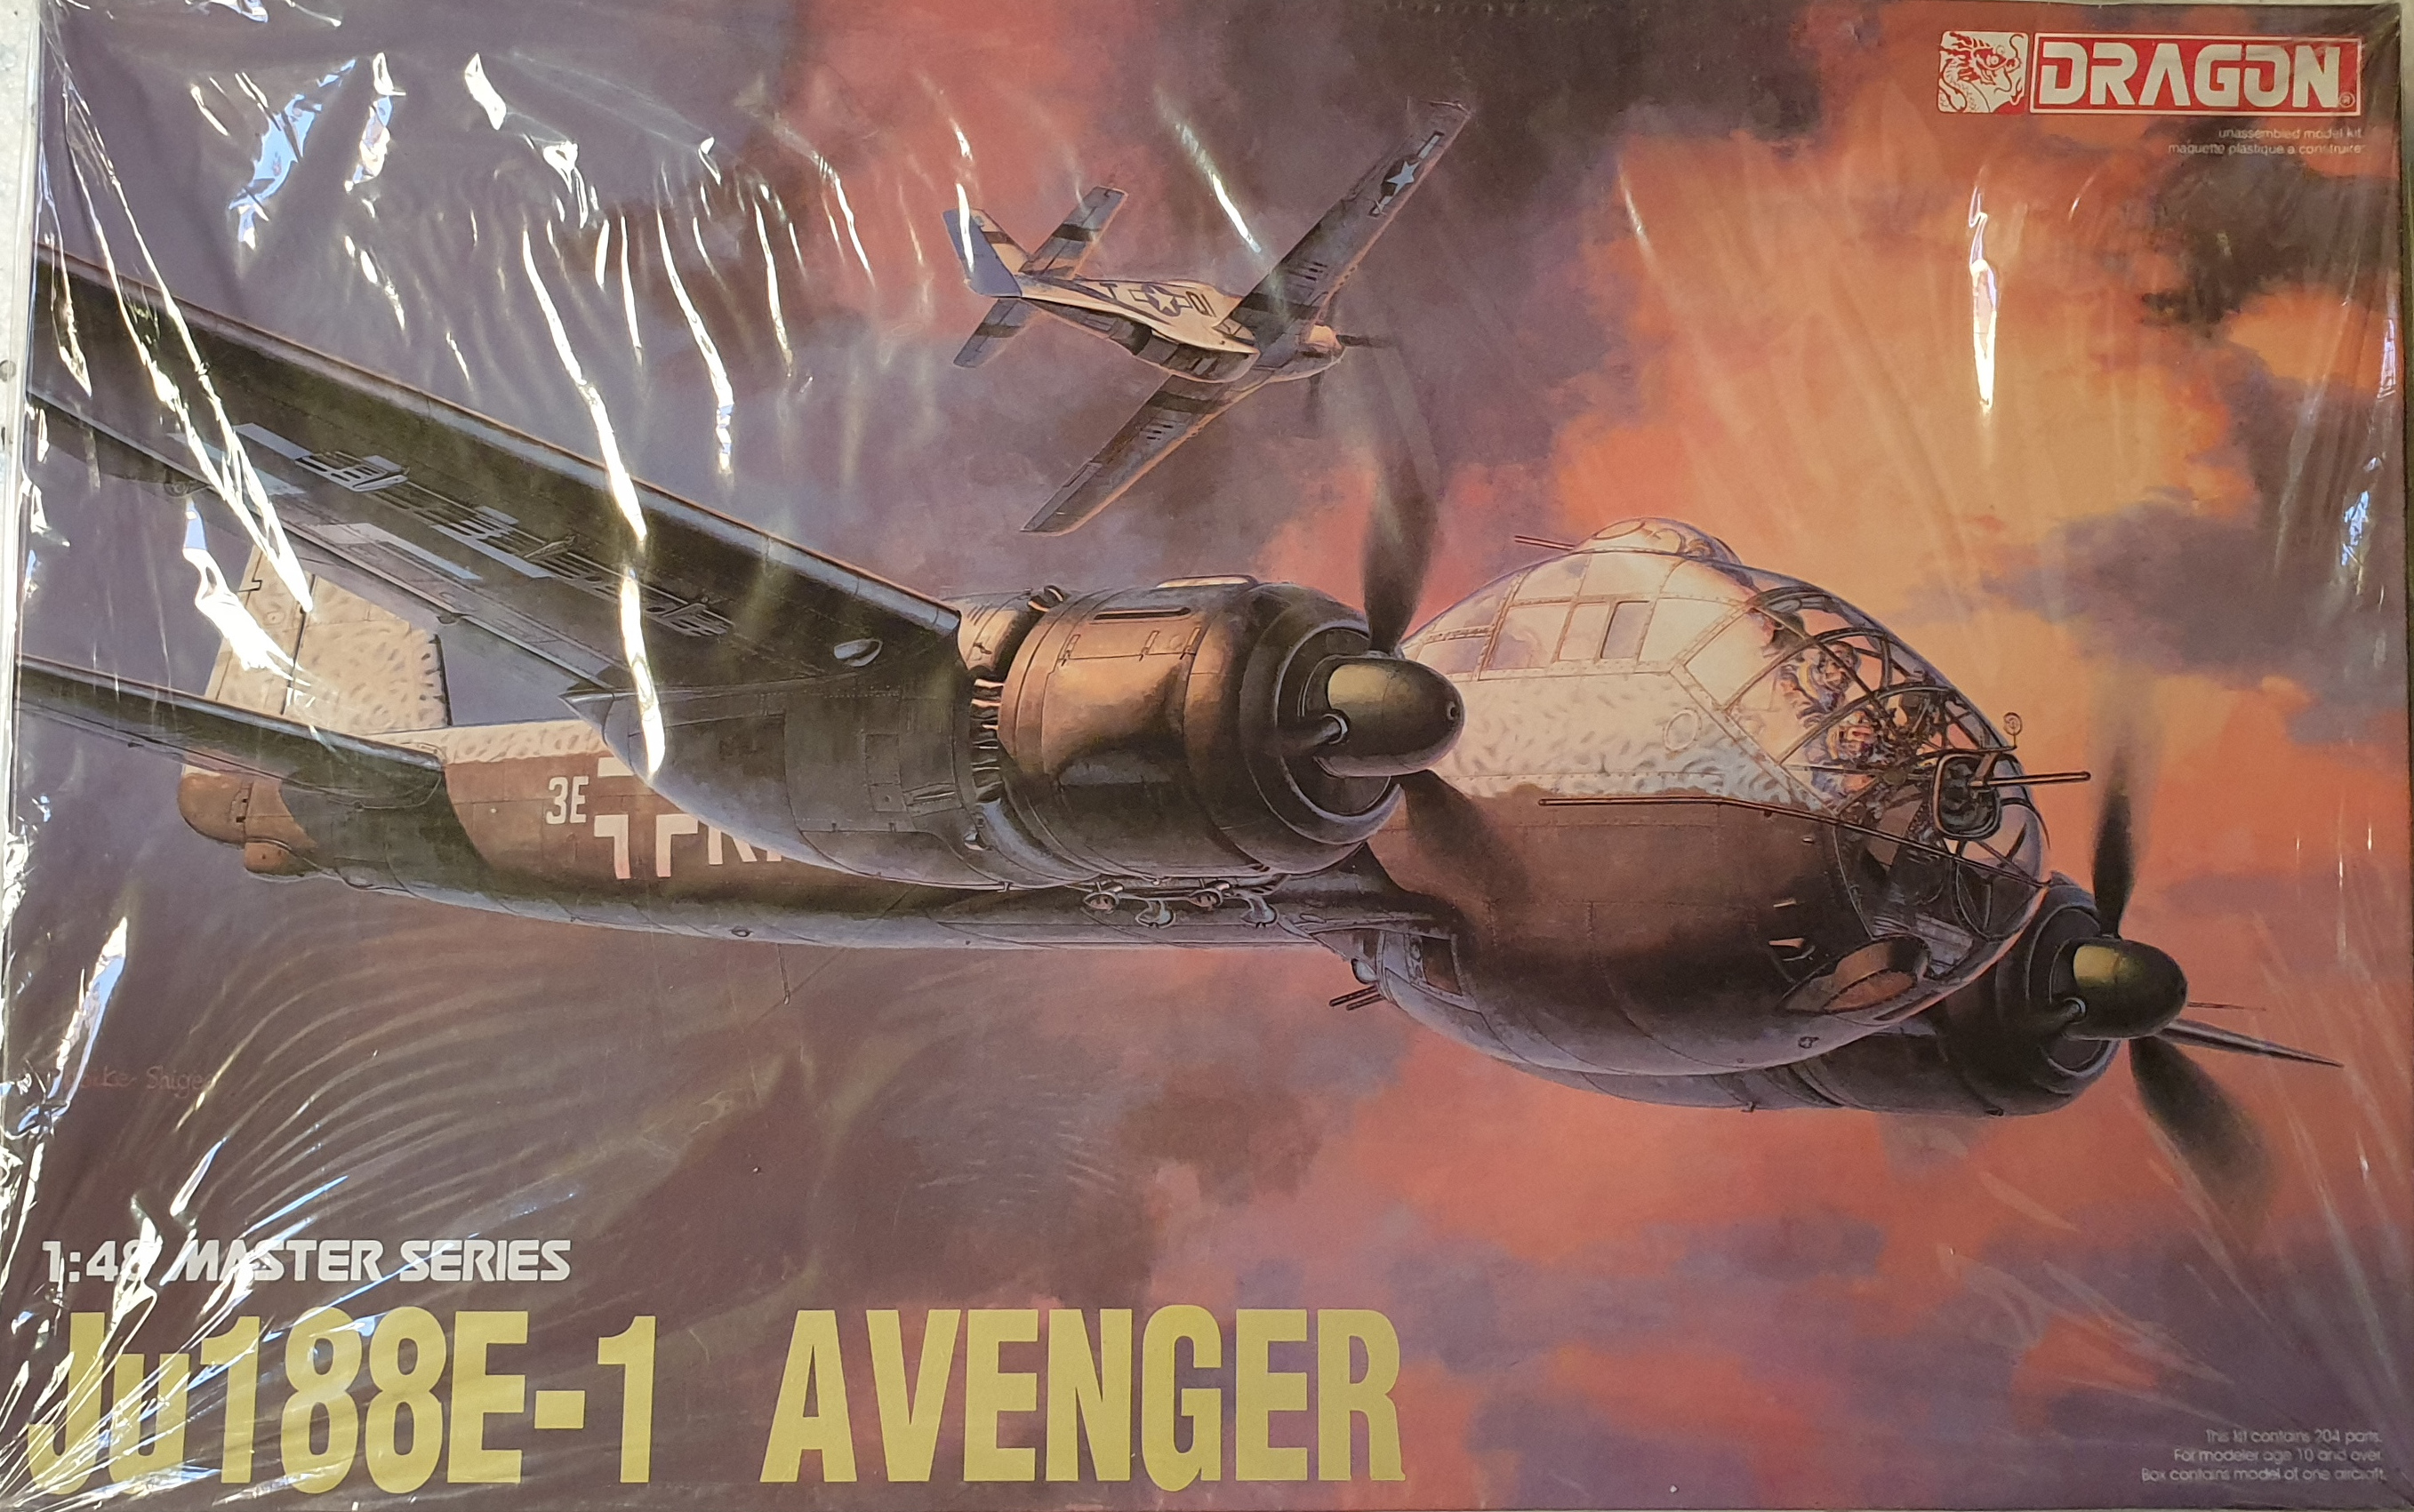 DRAGON®
unassembled model kit
maquette plastique a construire
T ★ OI
3E
1:48 MASTER SERIES
Ju188E-1 AVENGER
This kit contains 204 parts.
For modeler age 10 and over.
Box contains model of one aircraft.